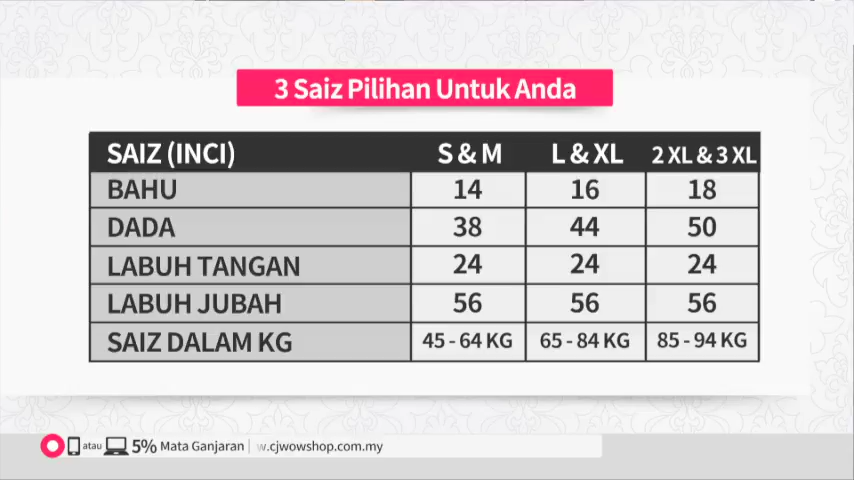 3 Saiz Pilihan Untuk Anda
SAIZ (INCI) S & M L & XL 2 XL & 3 XL
BAHU 14 16 18
DADA 38 44 50
LABUH TANGAN 24 24 24
LABUH JUBAH 56 56 56
SAIZ DALAM KG 45 - 64 KG 65 - 84 KG 85 - 94 KG
atau 5% Mata Ganjaran w.cjwowshop.com.my